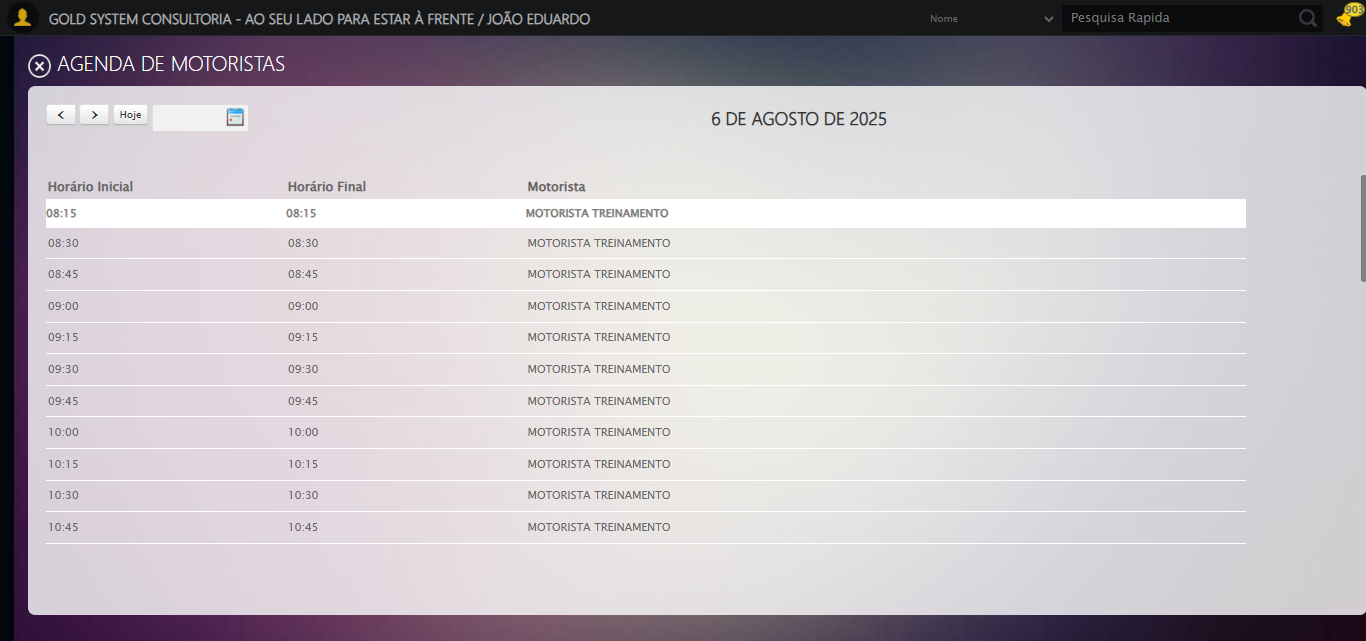 GOLD SYSTEM CONSULTORIA - AO SEU LADO PARA ESTAR À FRENTE / JOÃO EDUARDO Nome Pesquisa Rapida 903
AGENDA DE MOTORISTAS
< > Hoje 6 DE AGOSTO DE 2025
Horário Inicial Horário Final Motorista
08:15 08:15 MOTORISTA TREINAMENTO
08:30 08:30 MOTORISTA TREINAMENTO
08:45 08:45 MOTORISTA TREINAMENTO
09:00 09:00 MOTORISTA TREINAMENTO
09:15 09:15 MOTORISTA TREINAMENTO
09:30 09:30 MOTORISTA TREINAMENTO
09:45 09:45 MOTORISTA TREINAMENTO
10:00 10:00 MOTORISTA TREINAMENTO
10:15 10:15 MOTORISTA TREINAMENTO
10:30 10:30 MOTORISTA TREINAMENTO
10:45 10:45 MOTORISTA TREINAMENTO